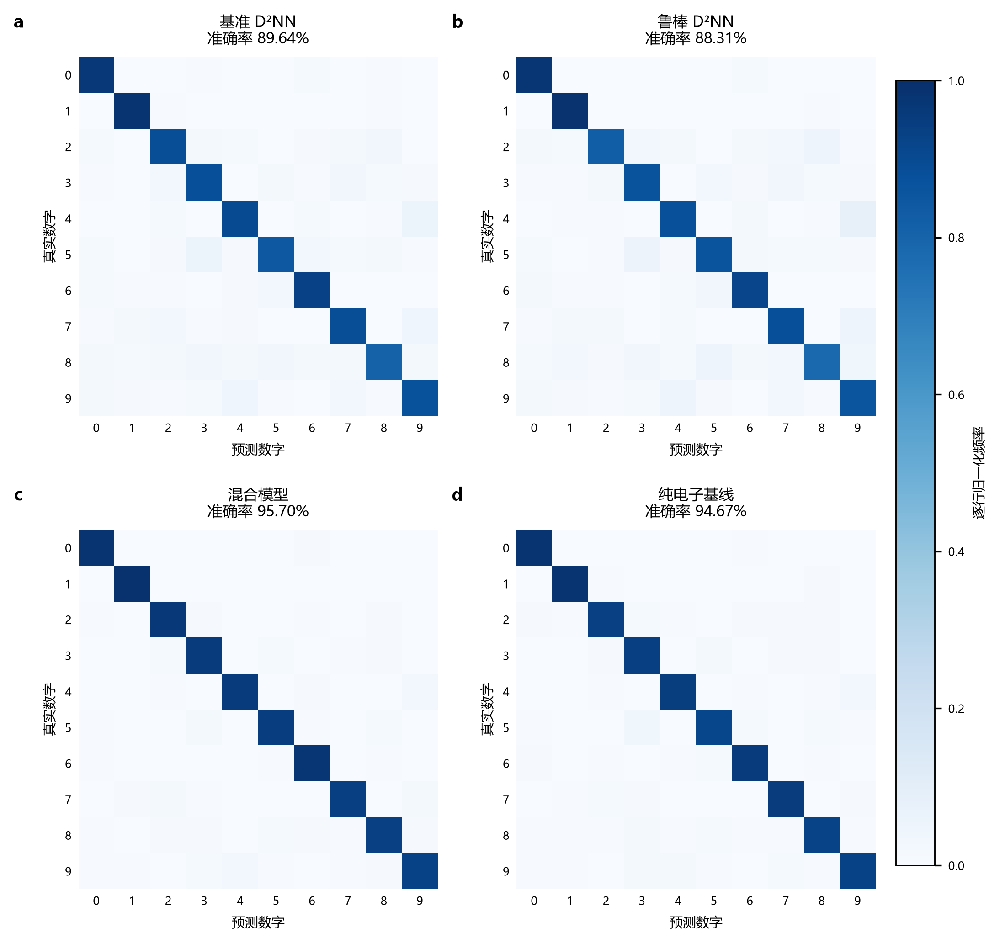 a
基准 D²NN
准确率 89.64%
0
1
2
3
4
5
6
7
8
9
真实数字
0 1 2 3 4 5 6 7 8 9
预测数字
b
鲁棒 D²NN
准确率 88.31%
0
1
2
3
4
5
6
7
8
9
真实数字
0 1 2 3 4 5 6 7 8 9
预测数字
c
混合模型
准确率 95.70%
0
1
2
3
4
5
6
7
8
9
真实数字
0 1 2 3 4 5 6 7 8 9
预测数字
d
纯电子基线
准确率 94.67%
0
1
2
3
4
5
6
7
8
9
真实数字
0 1 2 3 4 5 6 7 8 9
预测数字
1.0
0.8
0.6
0.4
0.2
0.0
逐行归一化频率